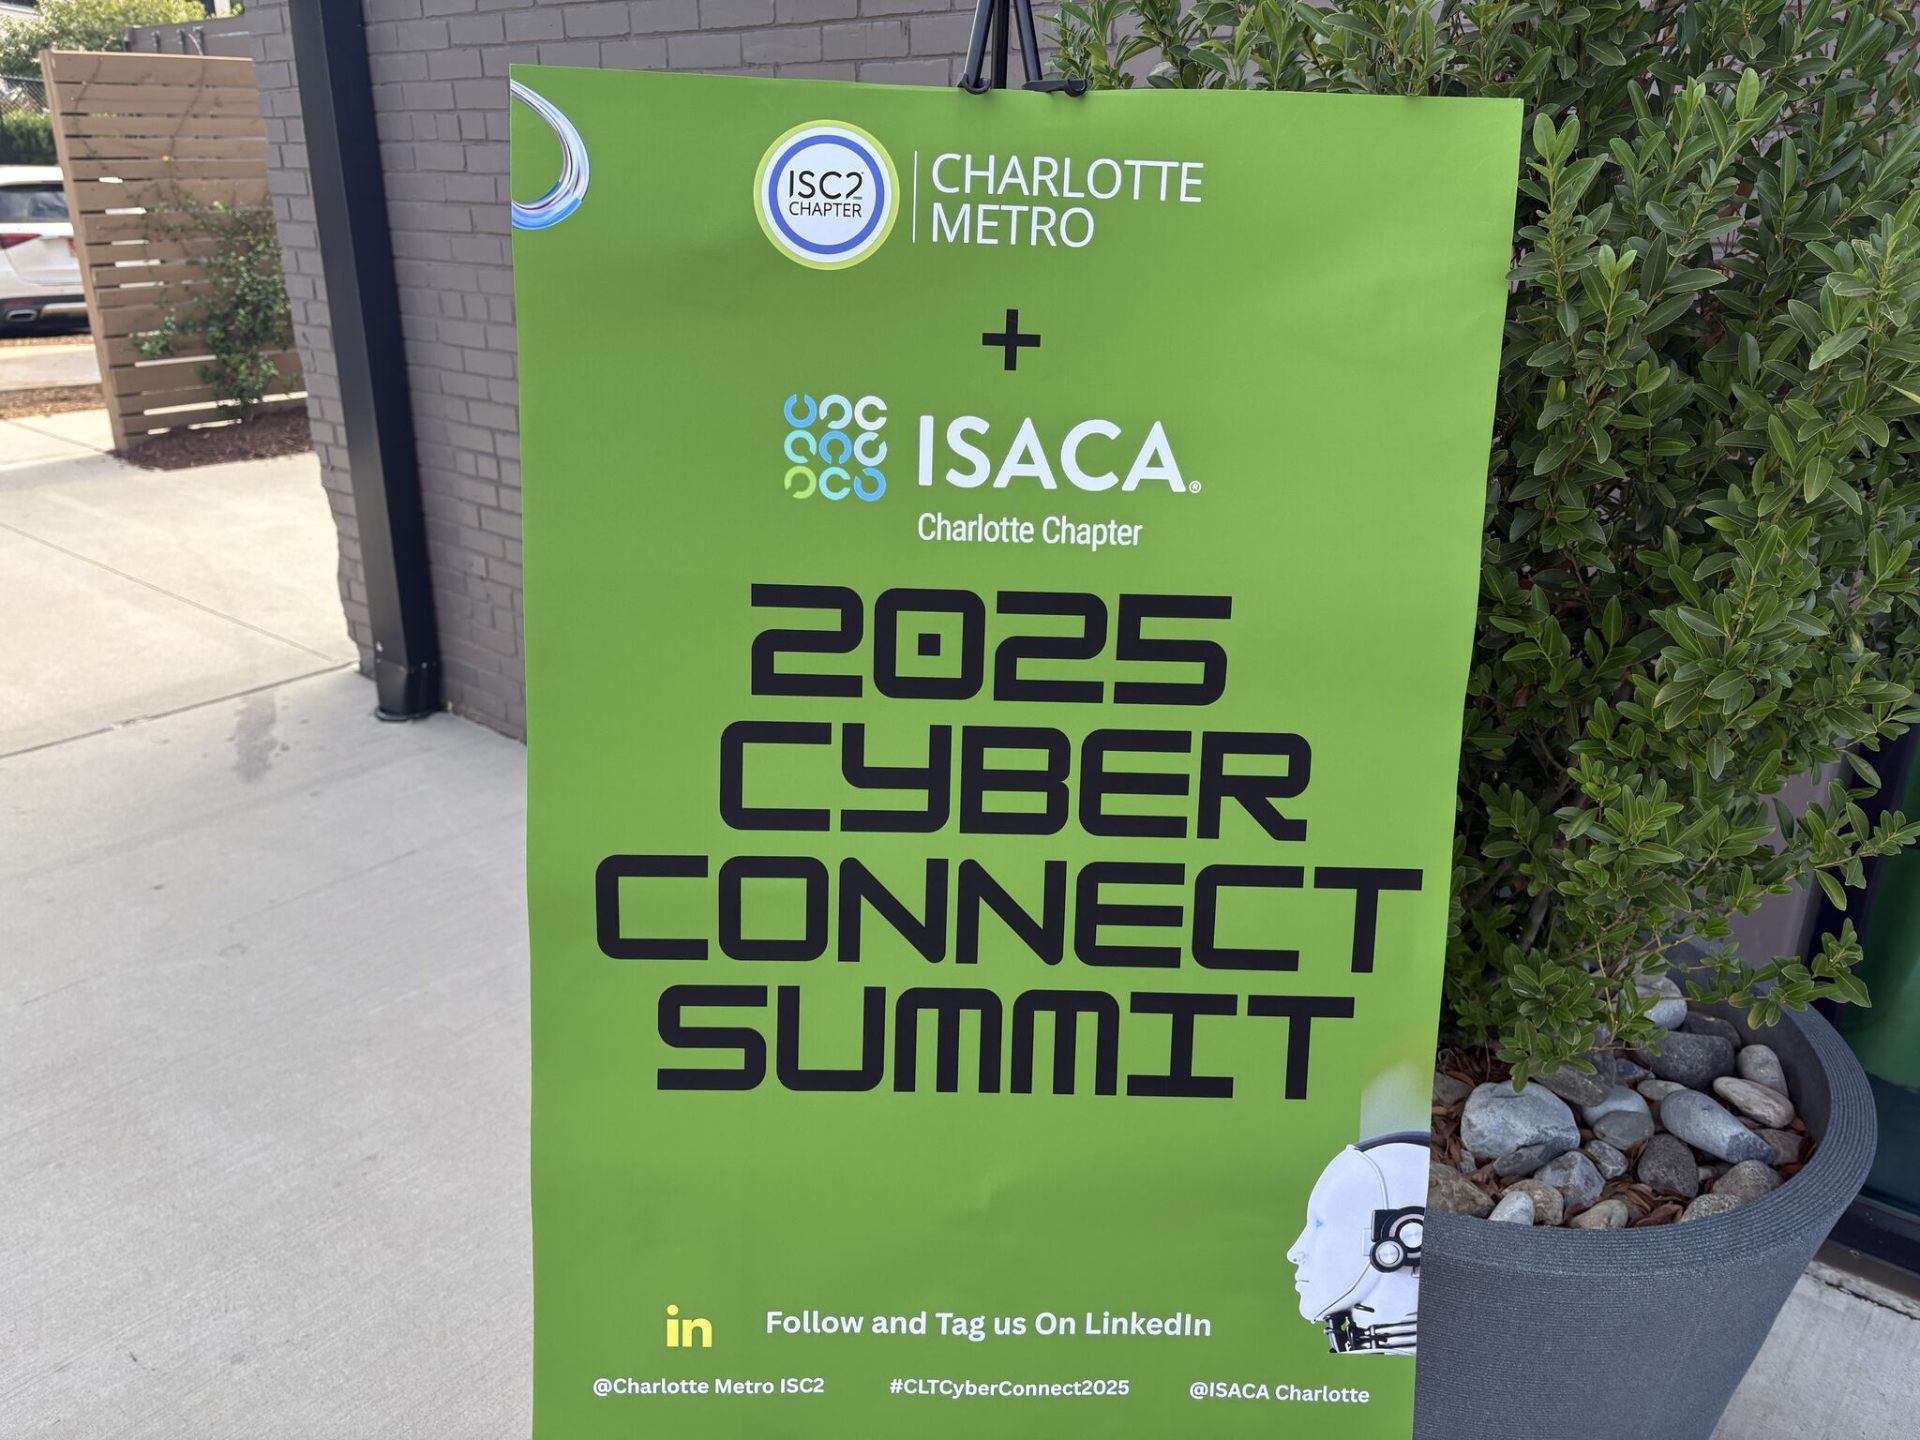 ISC2
CHAPTER
CHARLOTTE
METRO
+
ISACA®
Charlotte Chapter
2025
CYBER
CONNECT
SUMMIT
in
Follow and Tag us On LinkedIn
@Charlotte Metro ISC2
#CLTCyberConnect2025
@ISACA Charlotte